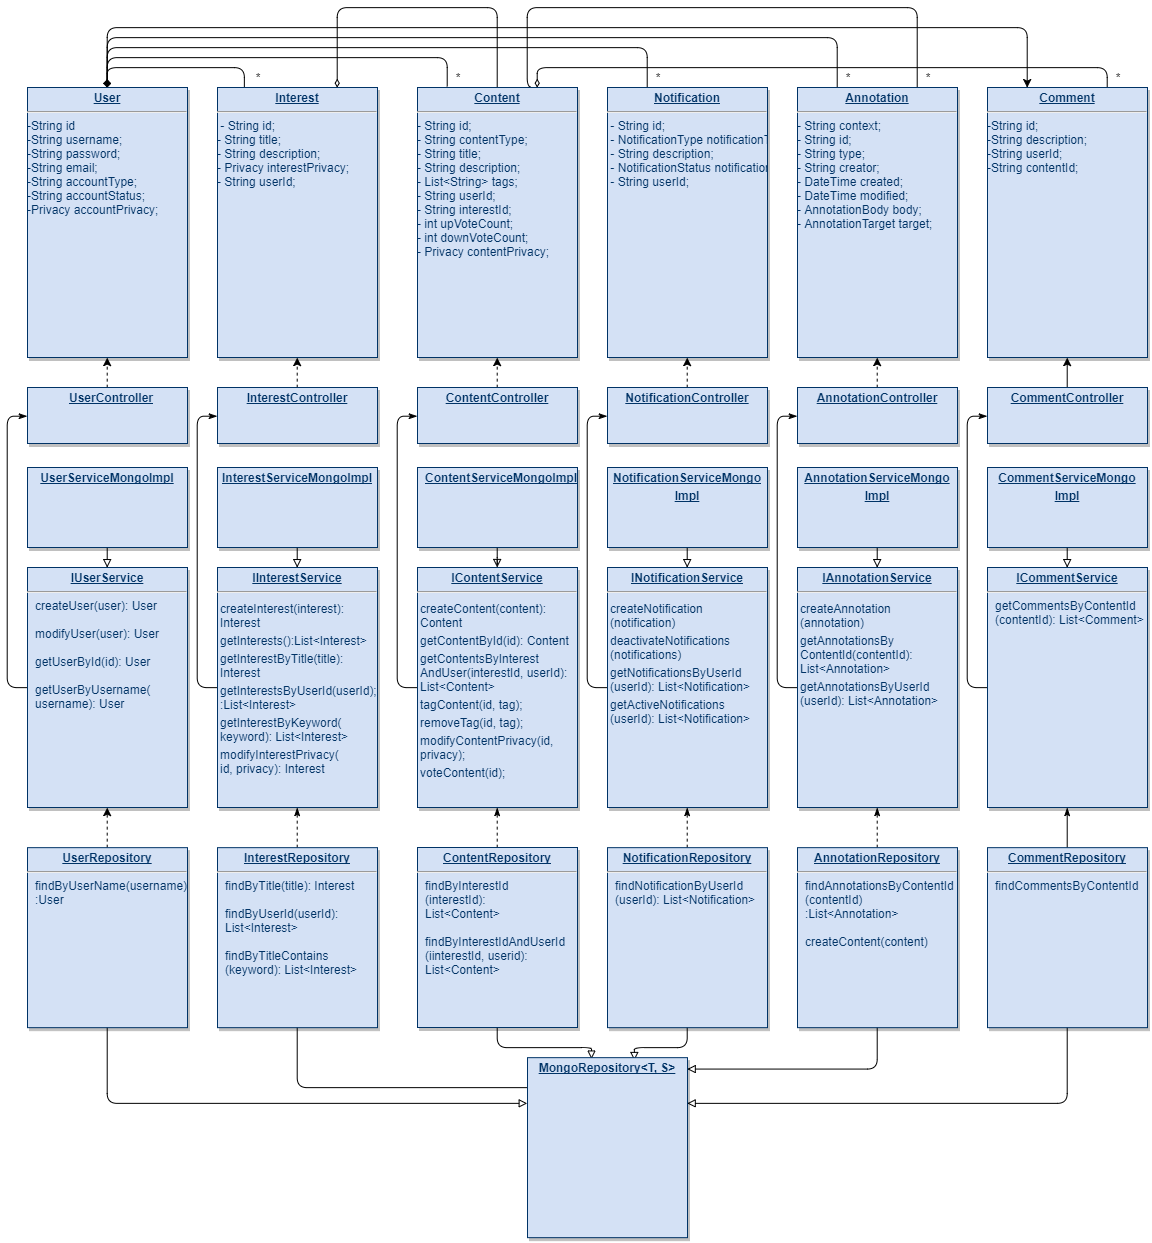 *
*
*
*
*
*
User
-String id
-String username;
-String password;
-String email;
-String accountType;
-String accountStatus;
-Privacy accountPrivacy;
Interest
- String id;
- String title;
- String description;
- Privacy interestPrivacy;
- String userId;
Content
- String id;
- String contentType;
- String title;
- String description;
- List<String> tags;
- String userId;
- String interestId;
- int upVoteCount;
- int downVoteCount;
- Privacy contentPrivacy;
Notification
- String id;
- NotificationType notification
- String description;
- NotificationStatus notification
- String userId;
Annotation
- String context;
- String id;
- String type;
- String creator;
- DateTime created;
- DateTime modified;
- AnnotationBody body;
- AnnotationTarget target;
Comment
-String id;
-String description;
-String userId;
-String contentId;
UserController
InterestController
ContentController
NotificationController
AnnotationController
CommentController
UserServiceMongoImpl
InterestServiceMongoImpl
ContentServiceMongoImpl
NotificationServiceMongo
Impl
AnnotationServiceMongo
Impl
CommentServiceMongo
Impl
IUserService
createUser(user): User
modifyUser(user): User
getUserById(id): User
getUserByUsername(
username): User
IInterestService
createInterest(interest):
Interest
getInterests():List<Interest>
getInterestByTitle(title):
Interest
getInterestsByUserId(userId);
:List<Interest>
getInterestByKeyword(
keyword): List<Interest>
modifyInterestPrivacy(
id, privacy): Interest
IContentService
createContent(content):
Content
getContentById(id): Content
getContentsByInterest
AndUser(interestId, userId):
List<Content>
tagContent(id, tag);
removeTag(id, tag);
modifyContentPrivacy(id,
privacy);
voteContent(id);
INotificationService
createNotification
(notification)
deactivateNotifications
(notifications)
getNotificationsByUserId
(userId): List<Notification>
getActiveNotifications
(userId): List<Notification>
IAnnotationService
createAnnotation
(annotation)
getAnnotationsBy
ContentId(contentId):
List<Annotation>
getAnnotationsByUserId
(userId): List<Annotation>
ICommentService
getCommentsByContentId
(contentId): List<Comment>
UserRepository
findByUserName(username)
:User
InterestRepository
findByTitle(title): Interest
findByUserId(userId):
List<Interest>
findByTitleContains
(keyword): List<Interest>
ContentRepository
findByInterestId
(interestId):
List<Content>
findByInterestIdAndUserId
(iinterestId, userid):
List<Content>
NotificationRepository
findNotificationByUserId
(userId): List<Notification>
AnnotationRepository
findAnnotationsByContentId
(contentId)
:List<Annotation>
createContent(content)
CommentRepository
findCommentsByContentId
MongoRepository<T, S>